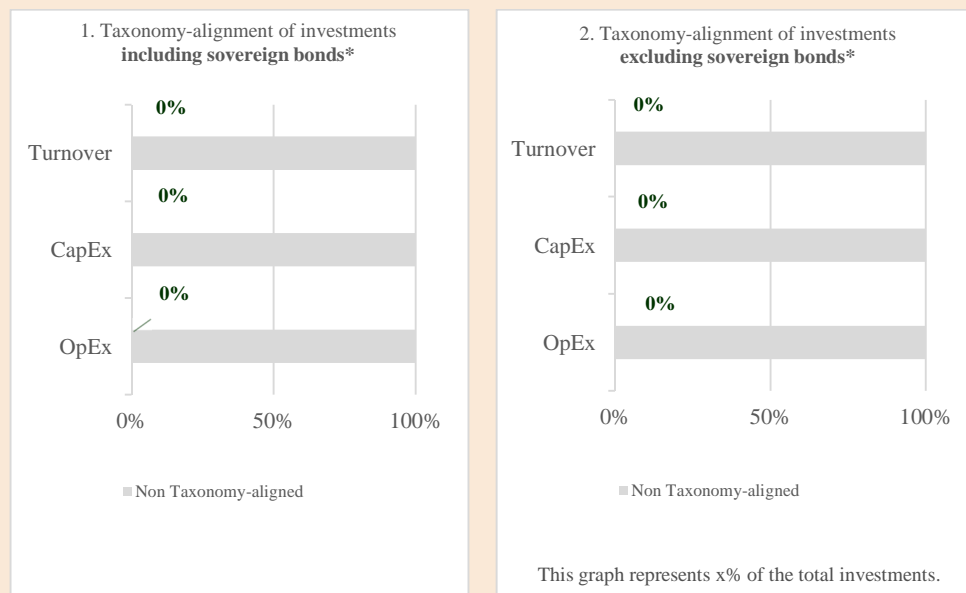 1. Taxonomy-alignment of investments
including sovereign bonds*
0%
Turnover
0%
CapEx
0%
OpEx
0%
50%
100%
Non Taxonomy-aligned
2. Taxonomy-alignment of investments
excluding sovereign bonds*
0%
Turnover
0%
CapEx
0%
OpEx
0%
50%
100%
Non Taxonomy-aligned
This graph represents x% of the total investments.